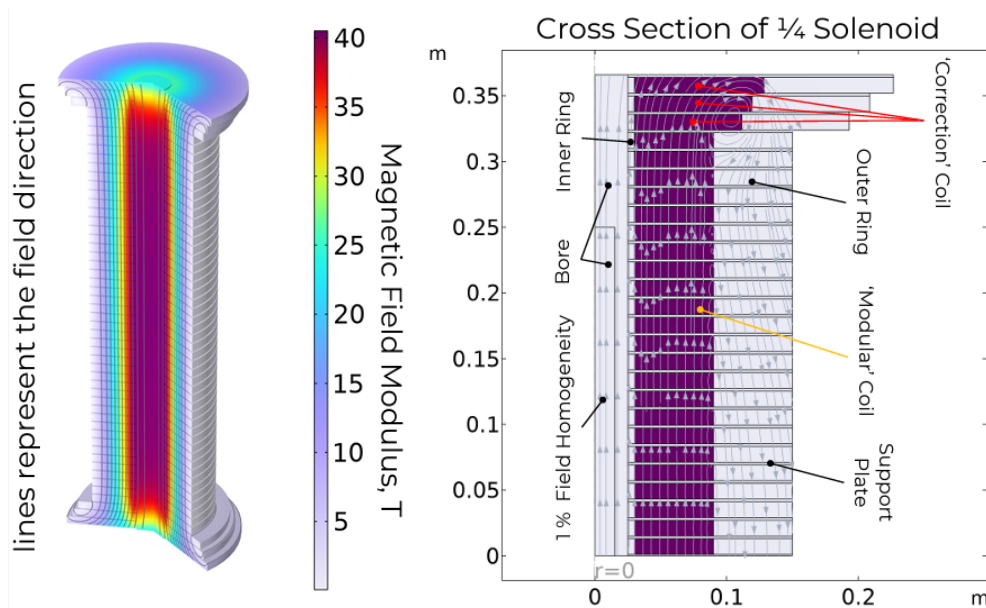 lines represent the field direction
40
35
30
25
20
15
10
5
Magnetic Field Modulus, T
Cross Section of ¼ Solenoid
m
0.35
0.3
0.25
0.2
0.15
0.1
0.05
0
Inner Ring
Bore
1 % Field Homogeneity
'Correction' Coil
Outer Ring
'Modular' Coil
Support
Plate
r=0
0
0.1
0.2
m